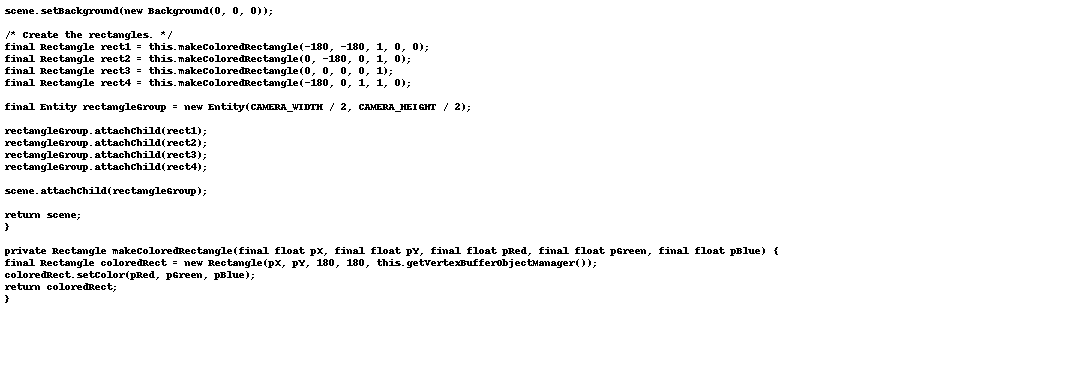 scene.setBackground(new Background(0, 0, 0));
/* Create the rectangles. */
final Rectangle rect1 = this.makeColoredRectangle(-180, -180, 1, 0, 0);
final Rectangle rect2 = this.makeColoredRectangle(0, -180, 0, 1, 0);
final Rectangle rect3 = this.makeColoredRectangle(0, 0, 0, 0, 1);
final Rectangle rect4 = this.makeColoredRectangle(-180, 0, 1, 1, 0);
final Entity rectangleGroup = new Entity(CAMERA_WIDTH / 2, CAMERA_HEIGHT / 2);
rectangleGroup.attachChild(rect1);
rectangleGroup.attachChild(rect2);
rectangleGroup.attachChild(rect3);
rectangleGroup.attachChild(rect4);
scene.attachChild(rectangleGroup);
return scene;
}
private Rectangle makeColoredRectangle(final float pX, final float pY, final float pRed, final float pGreen, final float pBlue) {
final Rectangle coloredRect = new Rectangle(pX, pY, 180, 180, this.getVertexBufferObjectManager());
coloredRect.setColor(pRed, pGreen, pBlue);
return coloredRect;
}